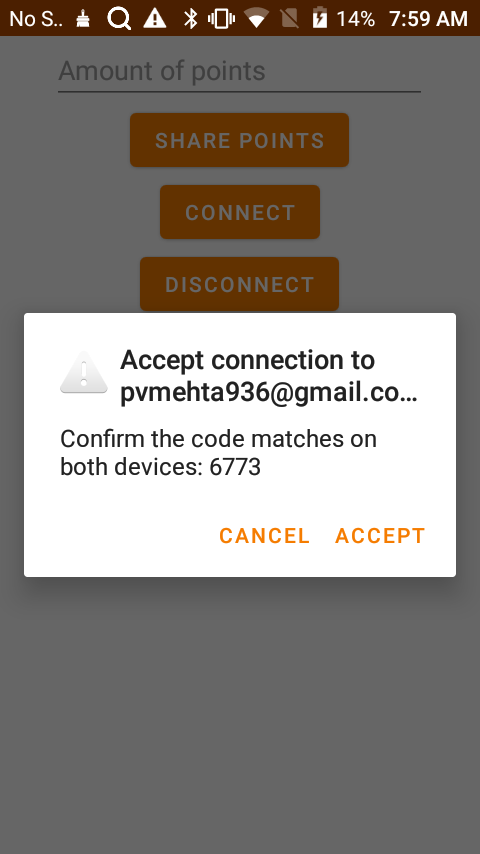 No S.. 14% 7:59 AM
Amount of points
SHARE POINTS
CONNECT
DISCONNECT
Accept connection to
pvmehta936@gmail.co...
Confirm the code matches on
both devices: 6773
CANCEL ACCEPT